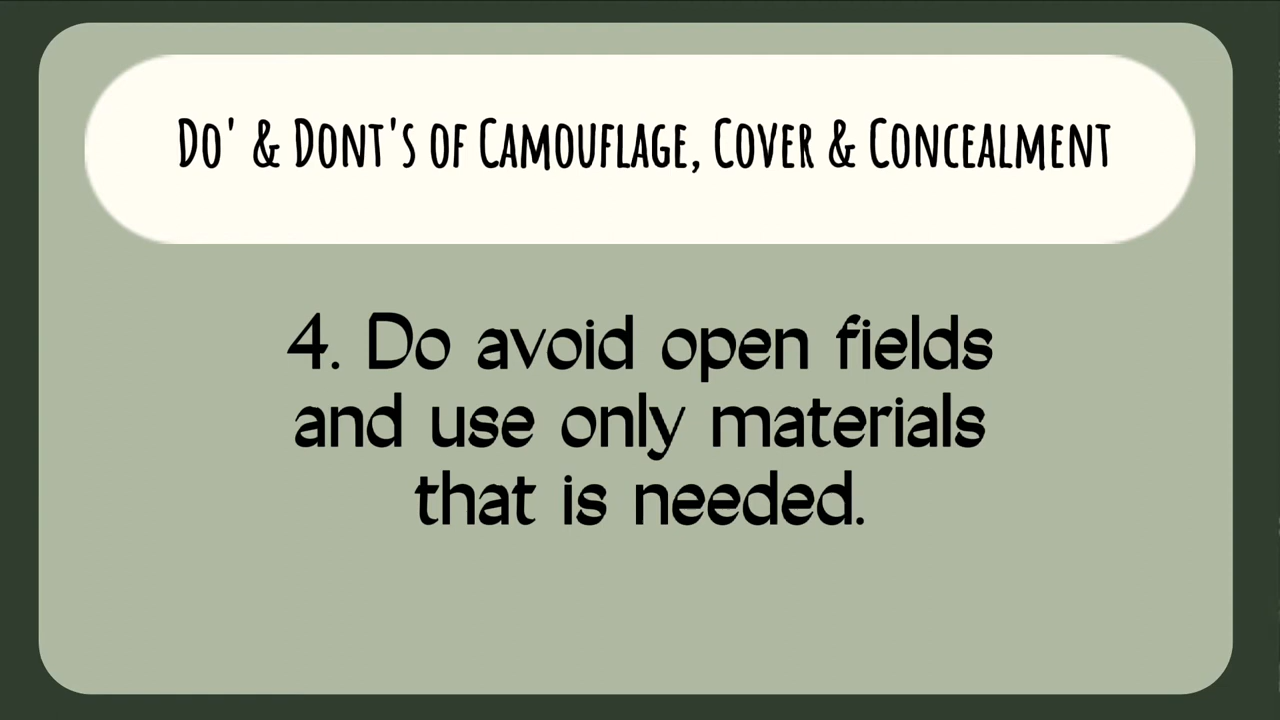 Do' & Dont's of Camouflage, Cover & Concealment
4. Do avoid open fields
and use only materials
that is needed.